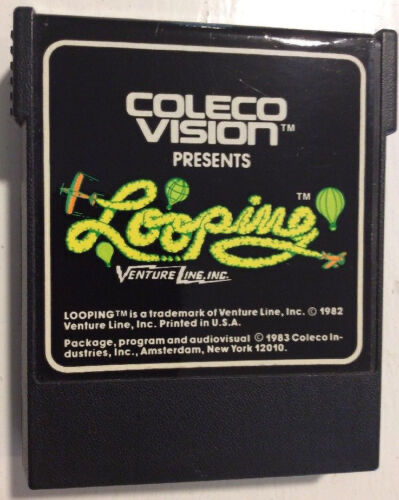 COLECO
VISION™
PRESENTS
Looping™
VENTURE LINE, INC.
LOOPING™ is a trademark of Venture Line, Inc. © 1982
Venture Line, Inc. Printed in U.S.A.
Package, program and audiovisual © 1983 Coleco In-
dustries, Inc., Amsterdam, New York 12010.